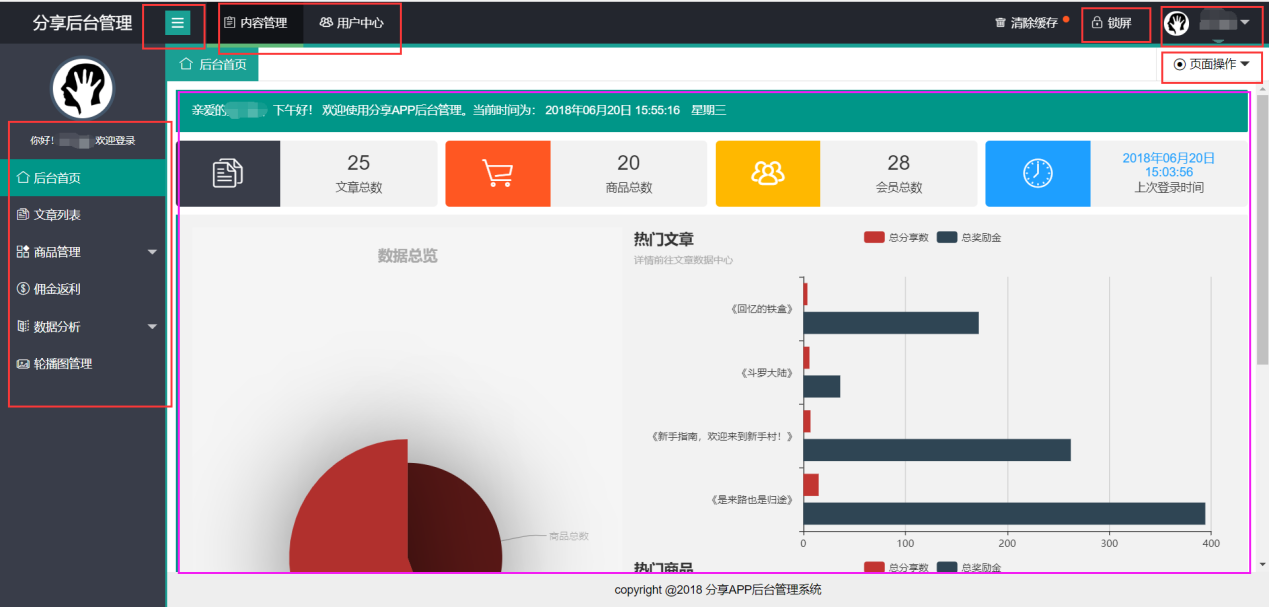 分享后台管理
内容管理
用户中心
清除缓存
锁屏
后台首页
页面操作
你好!
欢迎登录
后台首页
文章列表
商品管理
佣金返利
数据分析
轮播图管理
亲爱的 下午好! 欢迎使用分享APP后台管理。当前时间为: 2018年06月20日 15:55:16 星期三
25
文章总数
20
商品总数
28
会员总数
2018年06月20日
15:03:56
上次登录时间
数据总览
商品总数
热门文章
详情前往文章数据中心
总分享数
总奖励金
《回忆的铁盒》
《斗罗大陆》
《新手指南,欢迎来到新手村!》
《是来路也是归途》
0 100 200 300 400
热门商品
总分享数
总奖励金
copyright @2018 分享APP后台管理系统